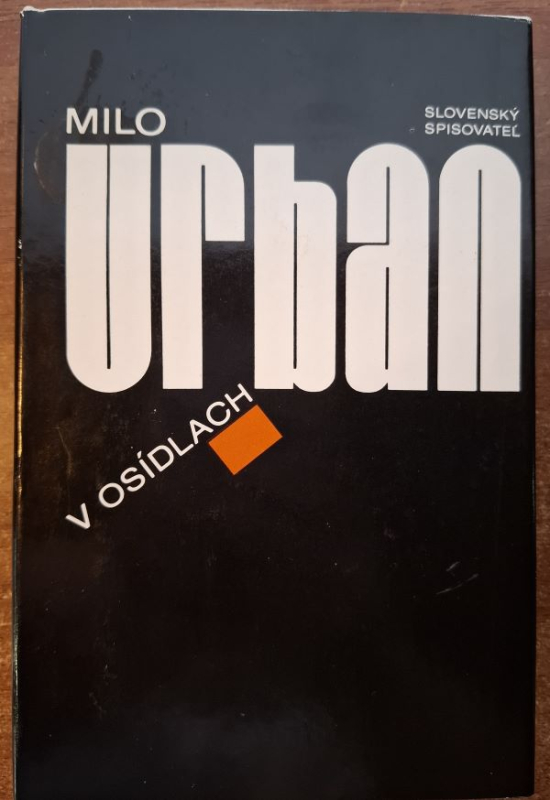 MILO
SLOVENSKÝ
SPISOVATEĽ
urban
V OSÍDLACH